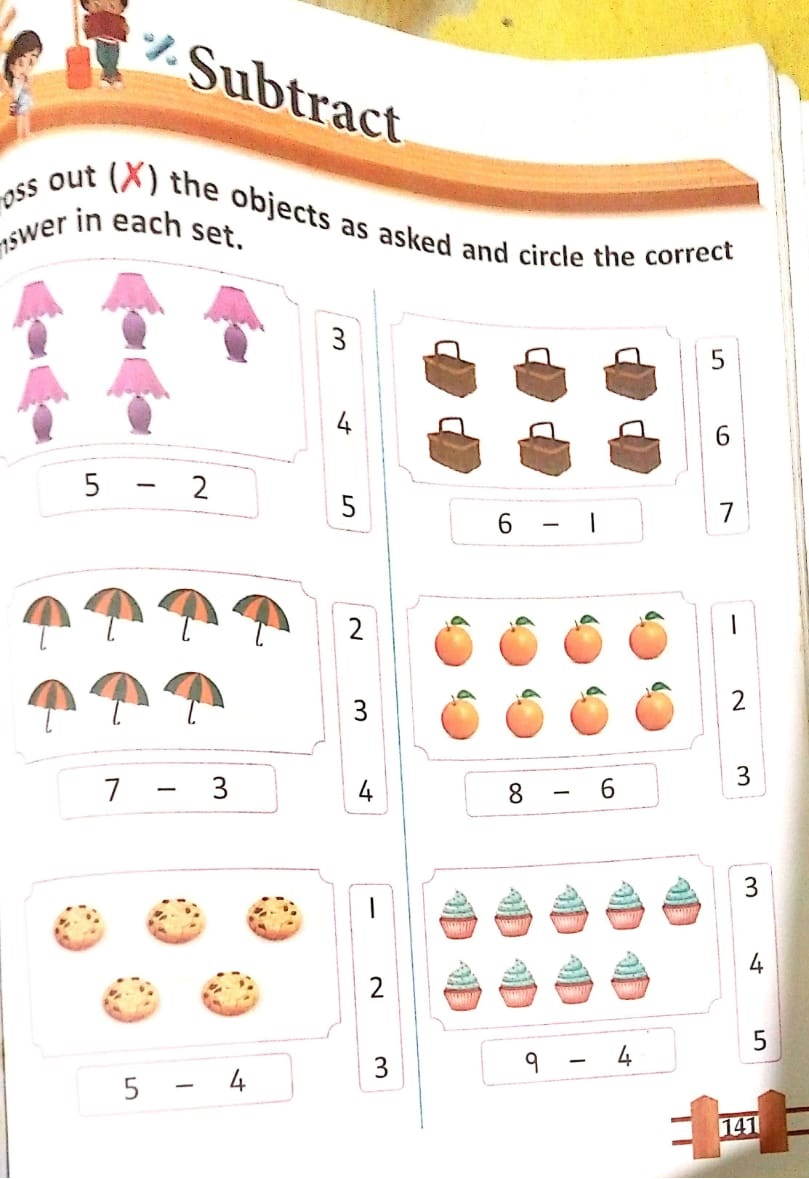 Subtract
oss out (X) the objects as asked and circle the correct
nswer in each set.
3
4
5
5 - 2
5
6
7
6 - 1
2
3
4
7 - 3
1
2
3
8 - 6
1
2
3
5 - 4
3
4
5
9 - 4
141